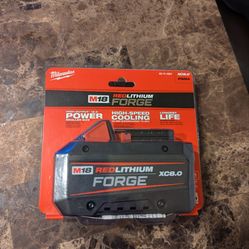 Milwaukee
M18 REDLITHIUM
FORGE
POWER
HIGH-SPEED
COOLING
LIFE
M18 REDLITHIUM
FORGE XC8.0